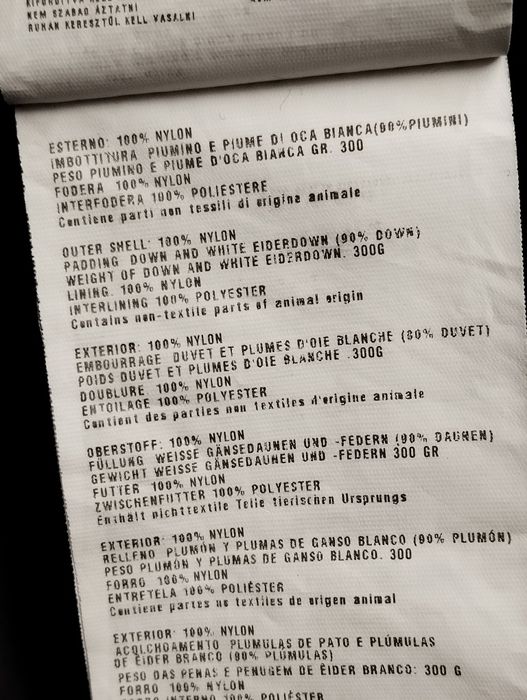 NEM SZABAD ÁZTATNI
RUHÁN KERESZTÜL KELL VASALNI
ESTERNO: 100% NYLON
IMBOTTITURA PIUMINO E PIUME DI OCA BIANCA(90%PIUMINI)
PESO PIUMINO E PIUME D'OCA BIANCA GR. 300
FODERA 100% NYLON
INTERFODERA 100% POLIESTERE
Contiene parti non tessili di origine animale
OUTER SHELL: 100% NYLON
PADDING DOWN AND WHITE EIDERDOWN (90% DOWN)
WEIGHT OF DOWN AND WHITE EIDERDOWN. 300G
LINING. 100% NYLON
INTERLINING 100% POLYESTER
Contains non-textile parts of animal origin
EXTERIOR: 100% NYLON
EMBOURRAGE DUVET ET PLUMES D'OIE BLANCHE (90% DUVET)
POIDS DUVET ET PLUMES D'OIE BLANCHE .300G
DOUBLURE 100% NYLON
ENTOILAGE 100% POLYESTER
Contient des parties non textiles d'origine animale
OBERSTOFF: 100% NYLON
FÜLLUNG WEISSE GÄNSEDAUNEN UND -FEDERN (90% DAUNEN)
GEWICHT WEISSE GÄNSEDAUNEN UND -FEDERN 300 GR
FUTTER 100% NYLON
ZWISCHENFUTTER 100% POLYESTER
Enthält nichttextile Teile tierischen Ursprungs
EXTERIOR: 100% NYLON
RELLENO PLUMÓN Y PLUMAS DE GANSO BLANCO (90% PLUMÓN)
PESO PLUMÓN Y PLUMAS DE GANSO BLANCO. 300
FORRO 100% NYLON
ENTRETELA 100% POLIÉSTER
Contiene partes no textiles de origen animal
EXTERIOR 100% NYLON
ACOLCHOAMENTO PLUMULAS DE PATO E PLÚMULAS
DE ÉIDER BRANCO (90% PLÚMULAS)
PESO DAS PENAS E PENUGEM DE ÉIDER BRANCO: 300 G
FORRO 100% NYLON
INTERNO 100% POLIÉSTER